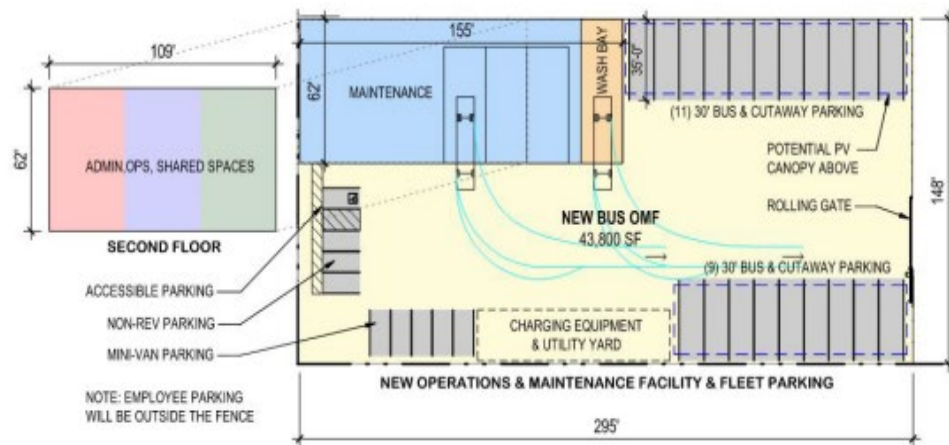 109'
155'
62'
62'
MAINTENANCE
WASH BAY
35'-0"
(11) 30' BUS & CUTAWAY PARKING
POTENTIAL PV
CANOPY ABOVE
ROLLING GATE
148'
ADMIN,OPS, SHARED SPACES
SECOND FLOOR
NEW BUS OMF
43,800 SF
(9) 30' BUS & CUTAWAY PARKING
ACCESSIBLE PARKING
NON-REV PARKING
MINI-VAN PARKING
CHARGING EQUIPMENT
& UTILITY YARD
NEW OPERATIONS & MAINTENANCE FACILITY & FLEET PARKING
NOTE: EMPLOYEE PARKING
WILL BE OUTSIDE THE FENCE
295'